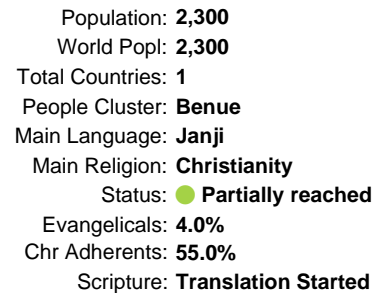 Population: 2,300
World Popl: 2,300
Total Countries: 1
People Cluster: Benue
Main Language: Janji
Main Religion: Christianity
Status: Partially reached
Evangelicals: 4.0%
Chr Adherents: 55.0%
Scripture: Translation Started